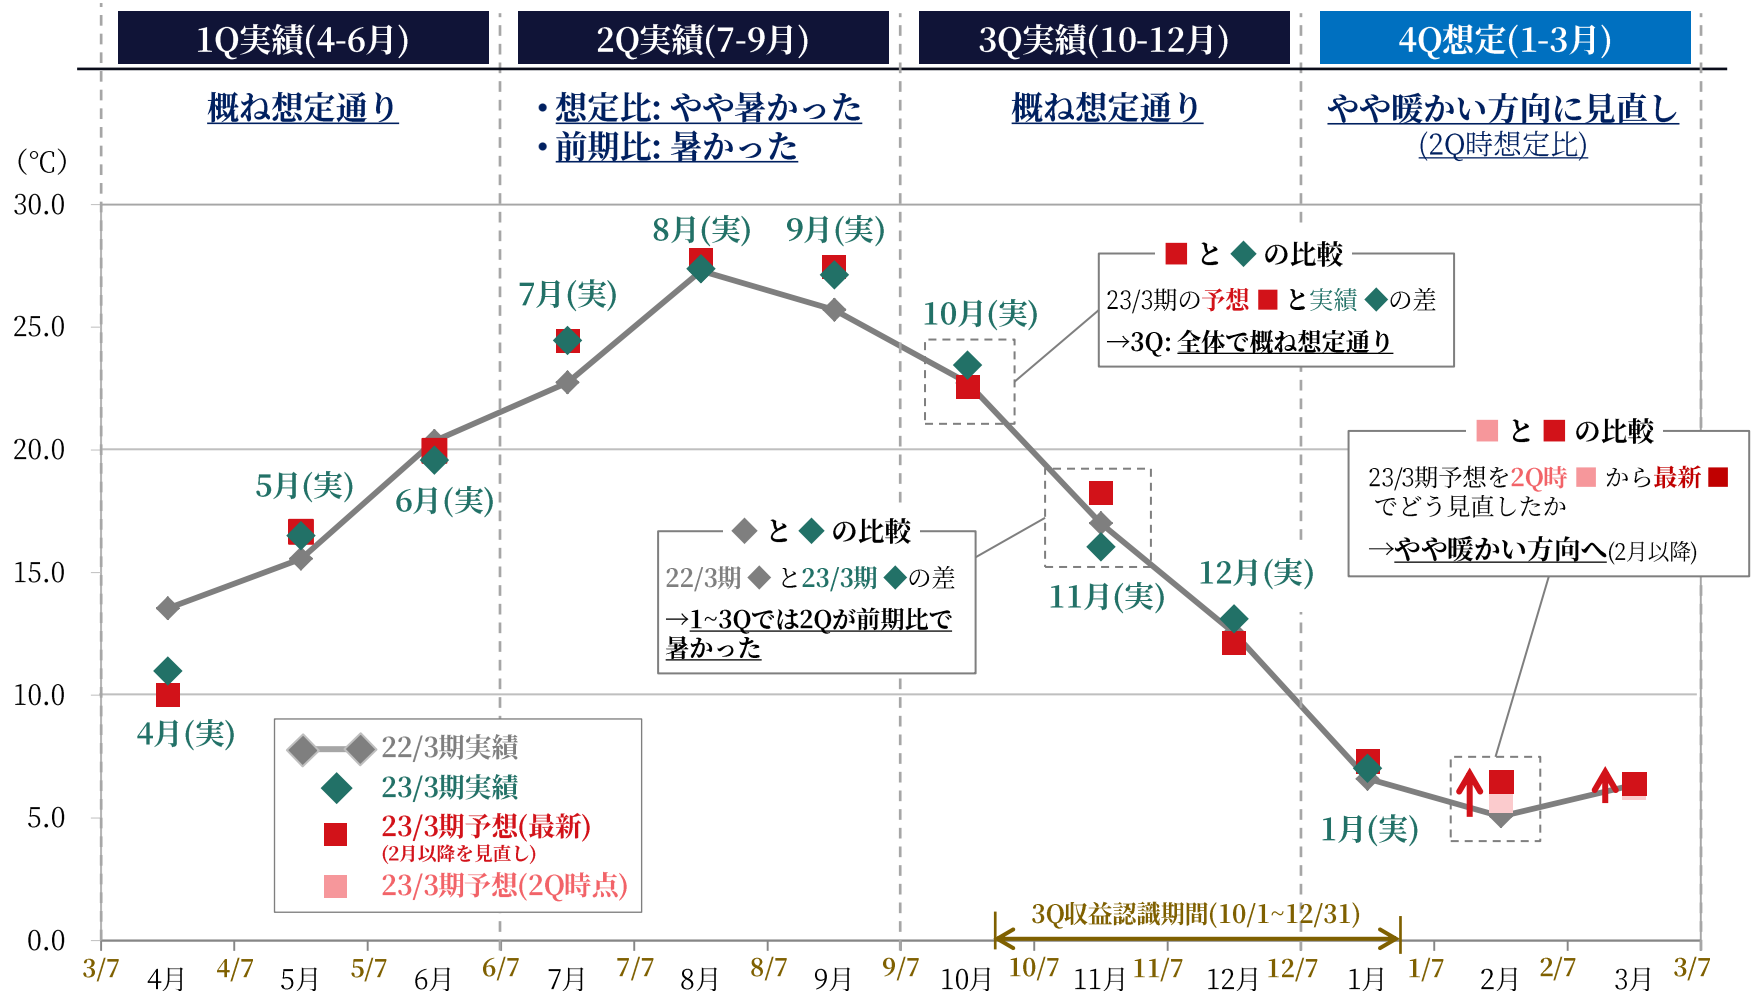 1Q実績(4-6月)
2Q実績(7-9月)
3Q実績(10-12月)
4Q想定(1-3月)
概ね想定通り
• 想定比: やや暑かった
• 前期比: 暑かった
概ね想定通り
やや暖かい方向に見直し
(2Q時想定比)
(℃)
30.0
25.0
20.0
15.0
10.0
5.0
0.0
4月(実)
5月(実)
6月(実)
7月(実)
8月(実)
9月(実)
10月(実)
11月(実)
12月(実)
1月(実)
■ と ◆ の比較
23/3期の予想 ■ と実績 ◆の差
→3Q: 全体で概ね想定通り
■ と ■ の比較
23/3期予想を2Q時 ■ から最新 ■
でどう見直したか
→やや暖かい方向へ(2月以降)
◆ と ◆ の比較
22/3期 ◆ と23/3期 ◆の差
→1~3Qでは2Qが前期比で
暑かった
22/3期実績
23/3期実績
23/3期予想(最新)
(2月以降を見直し)
23/3期予想(2Q時点)
3Q収益認識期間(10/1~12/31)
3/7
4月
4/7
5月
5/7
6月
6/7
7月
7/7
8月
8/7
9月
9/7
10月
10/7
11月
11/7
12月
12/7
1月
1/7
2月
2/7
3月
3/7